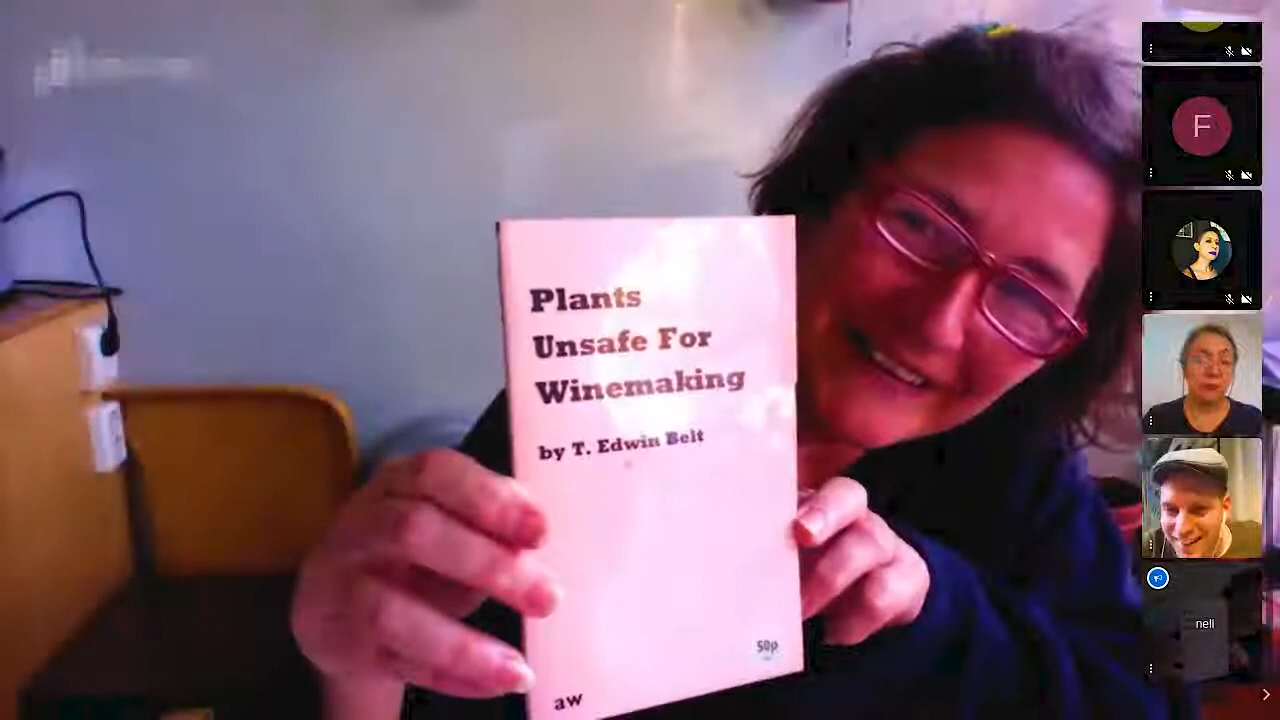 Plants
Unsafe For
Winemaking
by T. Edwin Belt
50p
aw
F
nell